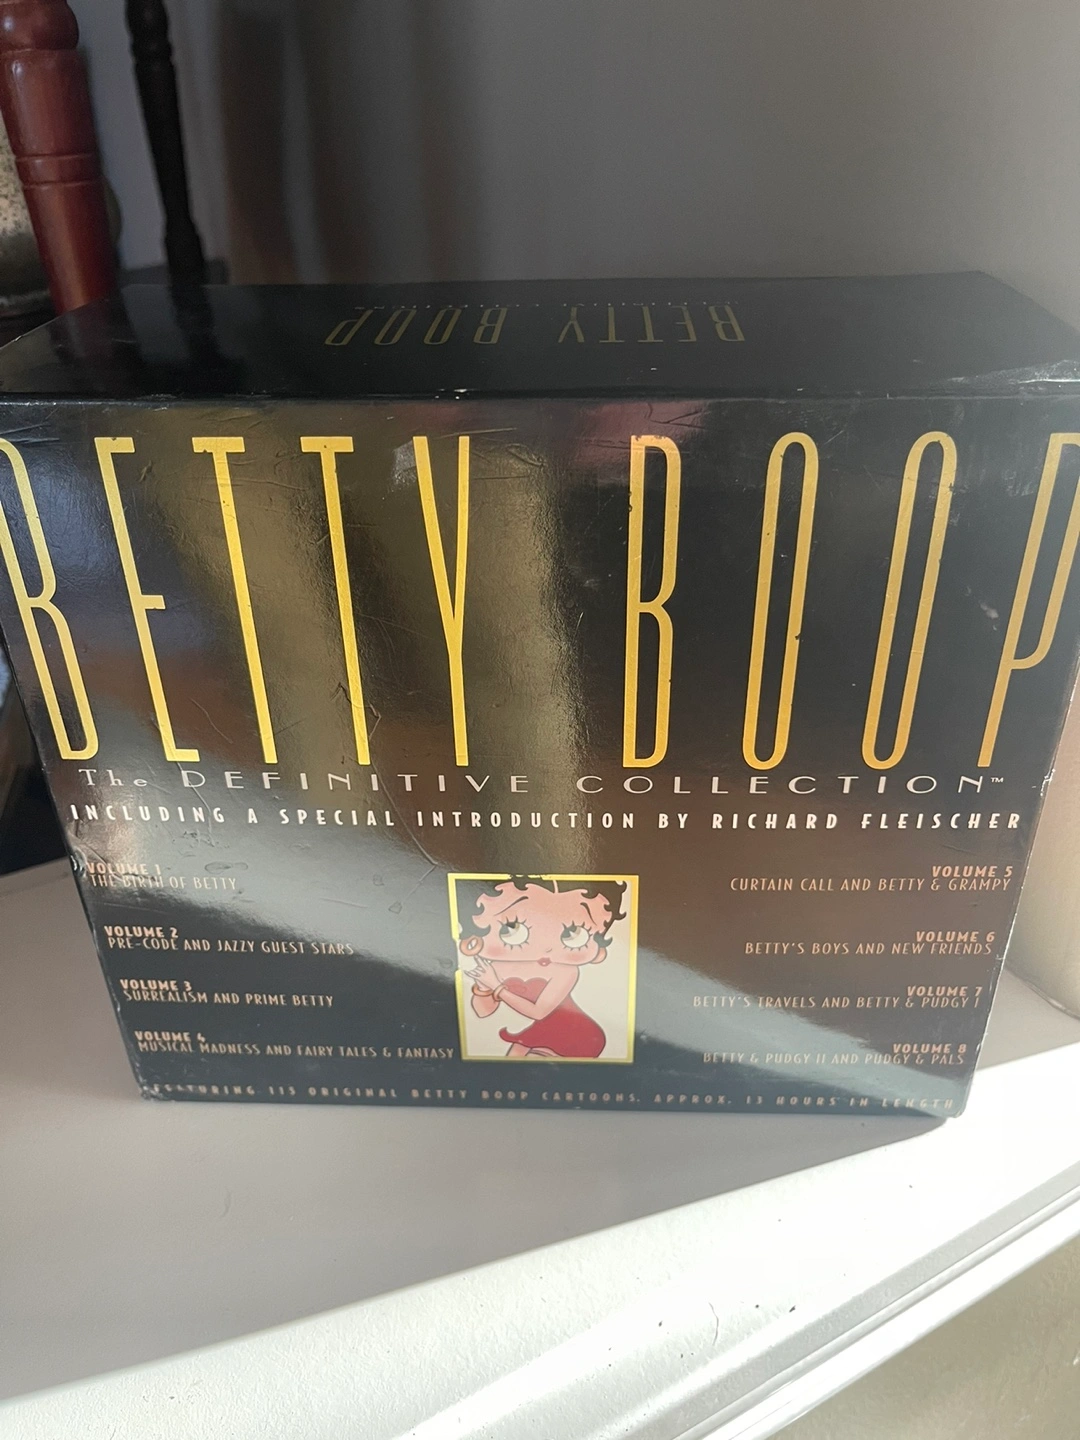 BETTY BOOP
BETTY BOOP
The DEFINITIVE COLLECTION™
INCLUDING A SPECIAL INTRODUCTION BY RICHARD FLEISCHER
VOLUME 1
THE BIRTH OF BETTY
VOLUME 2
PRE-CODE AND JAZZY GUEST STARS
VOLUME 3
SURREALISM AND PRIME BETTY
VOLUME 4
MUSICAL MADNESS AND FAIRY TALES & FANTASY
VOLUME 5
CURTAIN CALL AND BETTY & GRAMPY
VOLUME 6
BETTY'S BOYS AND NEW FRIENDS
VOLUME 7
BETTY'S TRAVELS AND BETTY & PUDGY I
VOLUME 8
BETTY & PUDGY II AND PUDGY & PALS
FEATURING 115 ORIGINAL BETTY BOOP CARTOONS. APPROX. 13 HOURS IN LENGTH